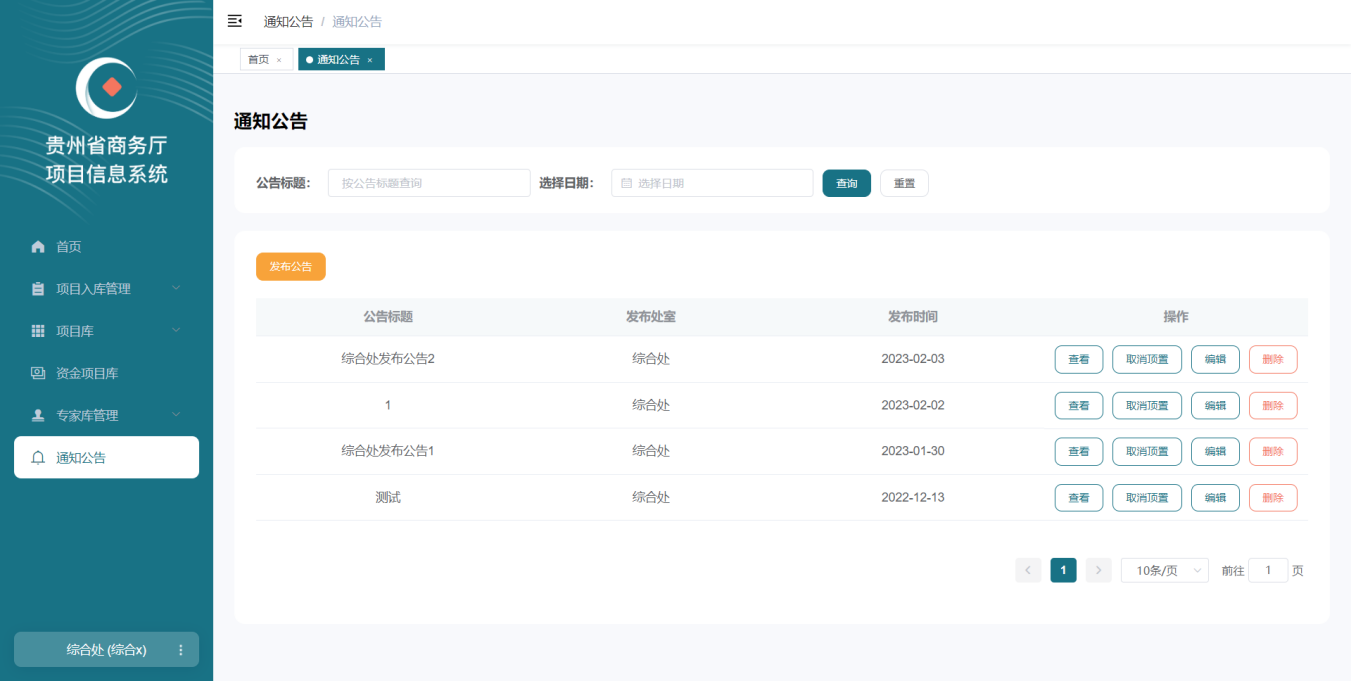 通知公告 / 通知公告
首页 ×
通知公告 ×
贵州省商务厅
项目信息系统
首页
项目入库管理
项目库
资金项目库
专家库管理
通知公告
综合处 (综合x)
通知公告
公告标题: 按公告标题查询 选择日期: 选择日期 查询 重置
发布公告
公告标题 发布处室 发布时间 操作
综合处发布公告2 综合处 2023-02-03 查看 取消顶置 编辑 删除
1 综合处 2023-02-02 查看 取消顶置 编辑 删除
综合处发布公告1 综合处 2023-01-30 查看 取消顶置 编辑 删除
测试 综合处 2022-12-13 查看 取消顶置 编辑 删除
< 1 > 10条/页 前往 1 页